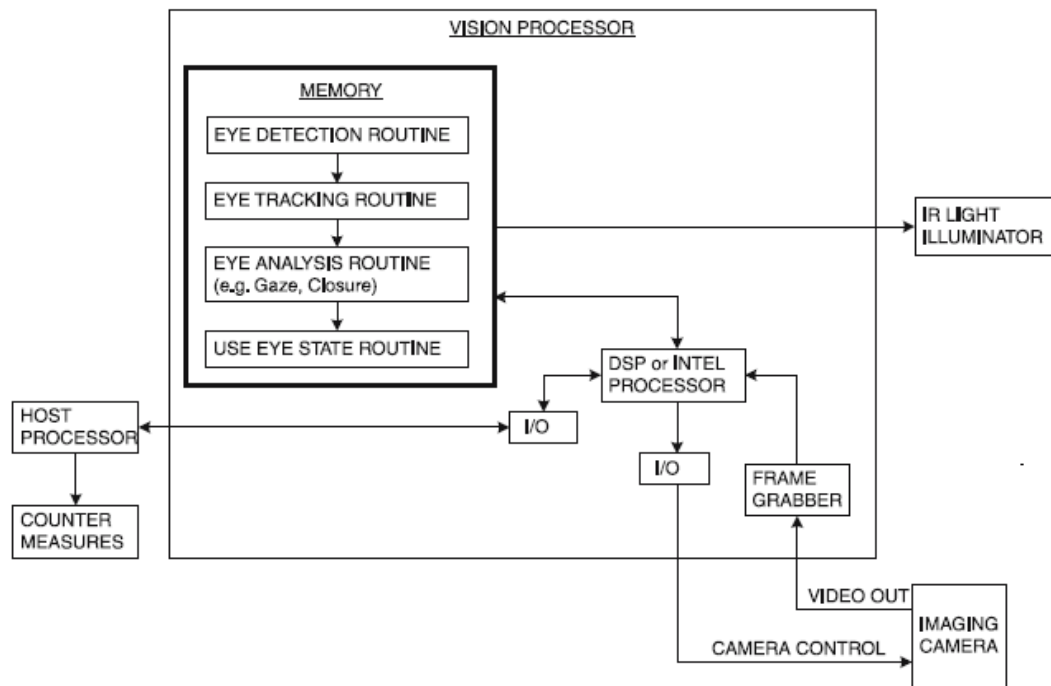 VISION PROCESSOR
MEMORY
EYE DETECTION ROUTINE
EYE TRACKING ROUTINE
EYE ANALYSIS ROUTINE
(e.g. Gaze, Closure)
USE EYE STATE ROUTINE
IR LIGHT
ILLUMINATOR
DSP or INTEL
PROCESSOR
HOST
PROCESSOR
I/O
I/O
FRAME
GRABBER
COUNTER
MEASURES
VIDEO OUT
IMAGING
CAMERA
CAMERA CONTROL